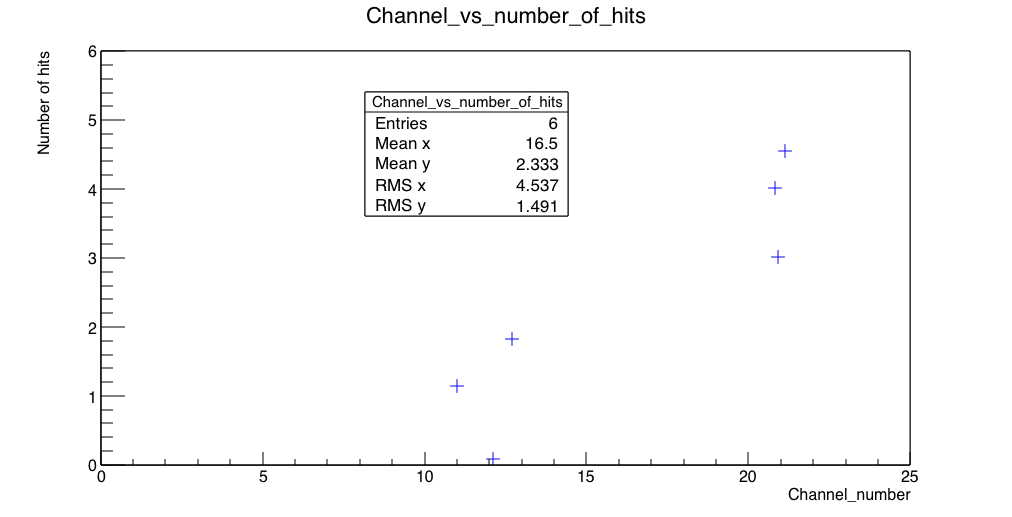 Channel_vs_number_of_hits
Number of hits
6
5
4
3
2
1
0
Channel_vs_number_of_hits
Entries 6
Mean x 16.5
Mean y 2.333
RMS x 4.537
RMS y 1.491
0 5 10 15 20 25
Channel_number